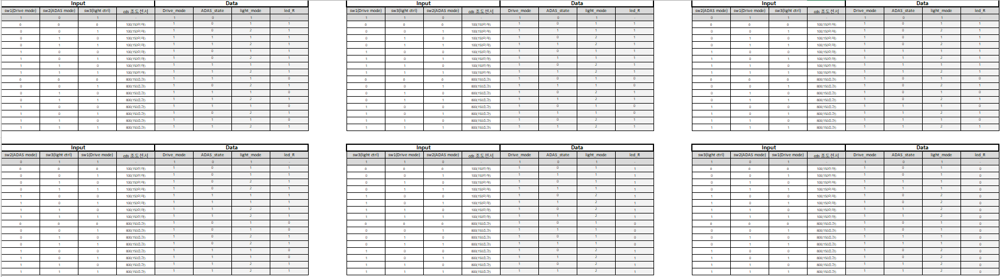 Input Data
sw1(Drive mode) sw2(ADAS mode) sw3(light ctrl) cds 조도센서 Drive_mode ADAS_state light_mode led_R
1 0 1 - 1 0 1 -
0 0 0 100(150이하) 1 0 1 1
0 0 1 100(150이하) 1 0 2 1
0 1 0 100(150이하) 1 1 1 1
0 1 1 100(150이하) 1 1 2 1
1 0 0 100(150이하) 1 0 1 1
1 0 1 100(150이하) 1 0 2 1
1 1 0 100(150이하) 1 1 1 1
1 1 1 100(150이하) 1 1 2 1
0 0 0 800(150초과) 1 1 1 0
0 0 1 800(150초과) 1 0 2 1
0 1 0 800(150초과) 1 1 1 0
0 1 1 800(150초과) 1 1 2 1
1 0 0 800(150초과) 1 1 1 0
1 0 1 800(150초과) 1 0 2 1
1 1 0 800(150초과) 1 1 1 0
1 1 1 800(150초과) 1 1 2 1
Input Data
sw1(Drive mode) sw3(light ctrl) sw2(ADAS mode) cds 조도센서 Drive_mode ADAS_state light_mode led_R
1 1 0 - 1 0 1 -
0 0 0 100(150이하) 1 0 1 1
0 0 1 100(150이하) 1 1 1 1
0 1 0 100(150이하) 1 0 2 1
0 1 1 100(150이하) 1 1 2 1
1 0 0 100(150이하) 1 0 1 1
1 0 1 100(150이하) 1 1 1 1
1 1 0 100(150이하) 1 0 2 1
1 1 1 100(150이하) 1 1 2 1
0 0 0 800(150초과) 1 0 1 0
0 0 1 800(150초과) 1 1 1 0
0 1 0 800(150초과) 1 0 2 1
0 1 1 800(150초과) 1 1 2 1
1 0 0 800(150초과) 1 0 1 0
1 0 1 800(150초과) 1 1 1 0
1 1 0 800(150초과) 1 0 2 1
1 1 1 800(150초과) 1 1 2 1
Input Data
sw2(ADAS mode) sw1(Drive mode) sw3(light ctrl) cds 조도센서 Drive_mode ADAS_state light_mode led_R
0 1 1 - 1 0 1 -
0 0 0 100(150이하) 1 0 1 1
0 0 1 100(150이하) 1 0 2 1
0 1 0 100(150이하) 1 0 1 1
0 1 1 100(150이하) 1 0 2 1
1 0 0 100(150이하) 1 1 1 1
1 0 1 100(150이하) 1 1 2 1
1 1 0 100(150이하) 1 1 1 1
1 1 1 100(150이하) 1 1 2 1
0 0 0 800(150초과) 1 0 1 0
0 0 1 800(150초과) 1 0 2 1
0 1 0 800(150초과) 1 0 1 0
0 1 1 800(150초과) 1 0 2 1
1 0 0 800(150초과) 1 1 1 0
1 0 1 800(150초과) 1 1 2 1
1 1 0 800(150초과) 1 1 1 0
1 1 1 800(150초과) 1 1 2 1
Input Data
sw2(ADAS mode) sw3(light ctrl) sw1(Drive mode) cds 조도센서 Drive_mode ADAS_state light_mode led_R
0 1 1 - 1 0 1 -
0 0 0 100(150이하) 1 0 1 1
0 0 1 100(150이하) 1 0 1 1
0 1 0 100(150이하) 1 0 2 1
0 1 1 100(150이하) 1 0 2 1
1 0 0 100(150이하) 1 1 1 1
1 0 1 100(150이하) 1 1 1 1
1 1 0 100(150이하) 1 1 2 1
1 1 1 100(150이하) 1 1 2 1
0 0 0 800(150초과) 1 0 1 0
0 0 1 800(150초과) 1 0 1 0
0 1 0 800(150초과) 1 0 2 1
0 1 1 800(150초과) 1 0 2 1
1 0 0 800(150초과) 1 1 1 0
1 0 1 800(150초과) 1 1 1 0
1 1 0 800(150초과) 1 1 2 1
1 1 1 800(150초과) 1 1 2 1
Input Data
sw3(light ctrl) sw1(Drive mode) sw2(ADAS mode) cds 조도센서 Drive_mode ADAS_state light_mode led_R
1 1 0 - 1 0 1 -
0 0 0 100(150이하) 1 0 1 1
0 0 1 100(150이하) 1 1 1 1
0 1 0 100(150이하) 1 0 1 1
0 1 1 100(150이하) 1 1 1 1
1 0 0 100(150이하) 1 0 2 1
1 0 1 100(150이하) 1 1 2 1
1 1 0 100(150이하) 1 0 2 1
1 1 1 100(150이하) 1 1 2 1
0 0 0 800(150초과) 1 0 1 0
0 0 1 800(150초과) 1 1 1 0
0 1 0 800(150초과) 1 0 1 0
0 1 1 800(150초과) 1 1 1 0
1 0 0 800(150초과) 1 0 2 1
1 0 1 800(150초과) 1 1 2 1
1 1 0 800(150초과) 1 0 2 1
1 1 1 800(150초과) 1 1 2 1
Input Data
sw3(light ctrl) sw2(ADAS mode) sw1(Drive mode) cds 조도센서 Drive_mode ADAS_state light_mode led_R
1 0 1 - 1 0 1 -
0 0 0 100(150이하) 1 0 1 0
0 0 1 100(150이하) 1 0 1 0
0 1 0 100(150이하) 1 1 1 0
0 1 1 100(150이하) 1 1 1 0
1 0 0 100(150이하) 1 0 2 0
1 0 1 100(150이하) 1 0 2 0
1 1 0 100(150이하) 1 1 2 0
1 1 1 100(150이하) 1 1 2 0
0 0 0 800(150초과) 1 0 1 0
0 0 1 800(150초과) 1 0 1 0
0 1 0 800(150초과) 1 1 1 0
0 1 1 800(150초과) 1 1 1 0
1 0 0 800(150초과) 1 0 2 0
1 0 1 800(150초과) 1 0 2 0
1 1 0 800(150초과) 1 1 2 0
1 1 1 800(150초과) 1 1 2 0